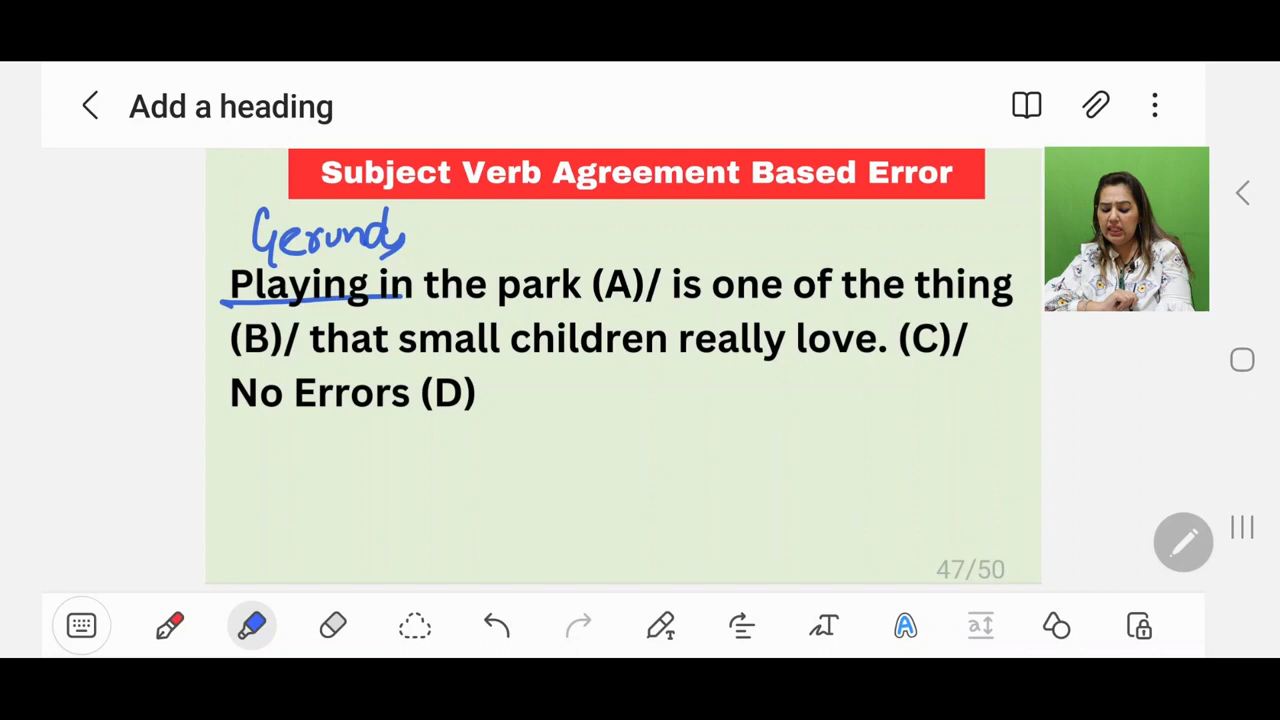 Add a heading
Subject Verb Agreement Based Error
Gerund
Playing in the park (A)/ is one of the thing
(B)/ that small children really love. (C)/
No Errors (D)
47/50